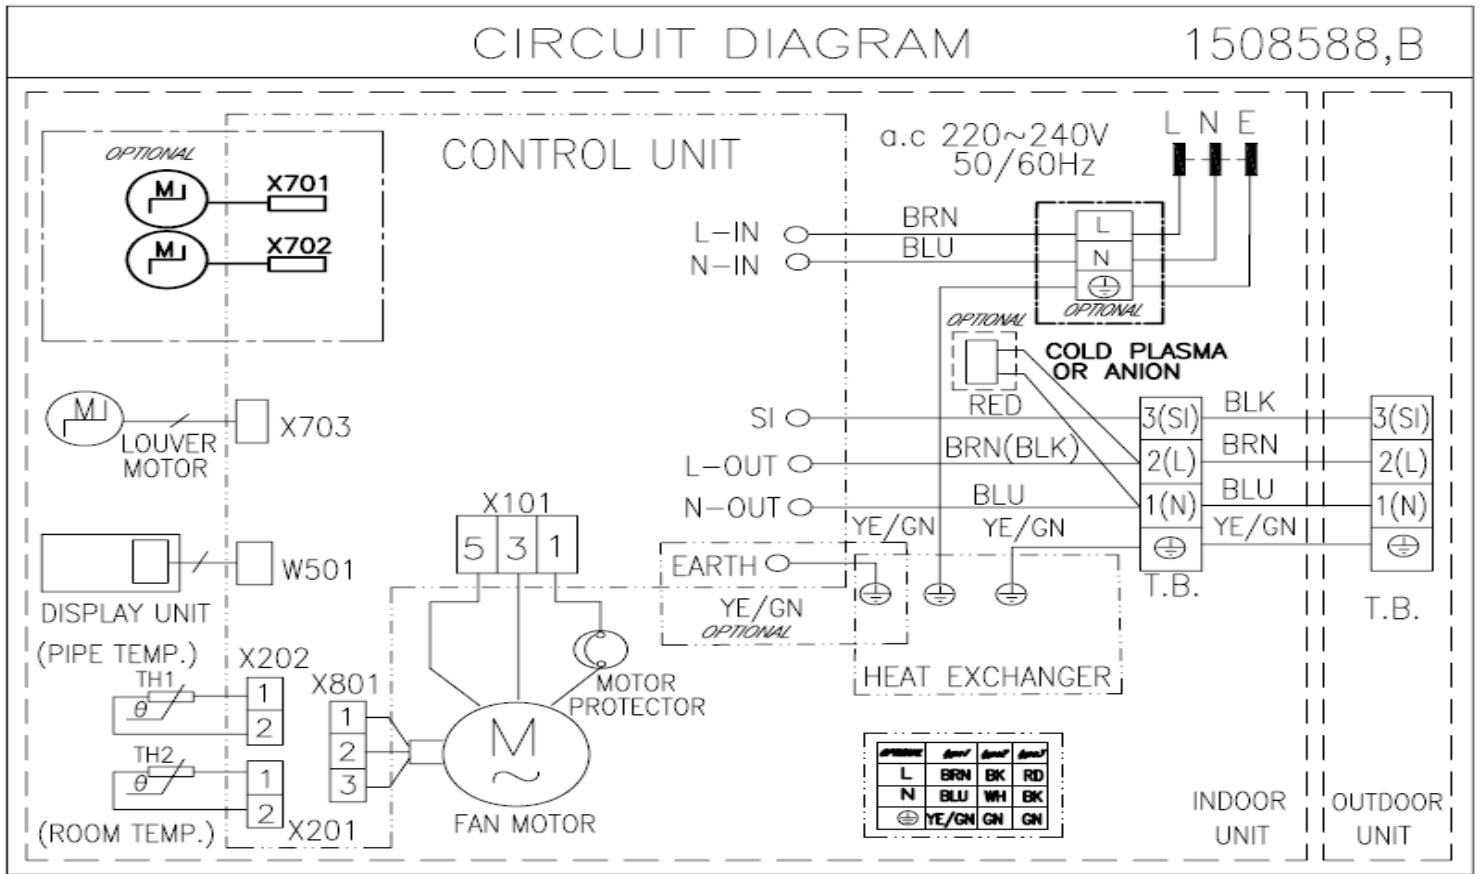 CIRCUIT DIAGRAM 1508588,B
OPTIONAL
M
X701
M
X702
CONTROL UNIT
a.c 220~240V
50/60Hz
L N E
L-IN
BRN
L
N-IN
BLU
N
OPTIONAL
OPTIONAL
COLD PLASMA
OR ANION
M
LOUVER
MOTOR
X703
SI
RED
3(SI)
BLK
3(SI)
L-OUT
BRN(BLK)
2(L)
BRN
2(L)
N-OUT
BLU
1(N)
BLU
1(N)
YE/GN
YE/GN
YE/GN
T.B.
T.B.
X101
5 3 1
DISPLAY UNIT
W501
EARTH
YE/GN
OPTIONAL
HEAT EXCHANGER
(PIPE TEMP.)
TH1
θ
X202
1
2
TH2
θ
1
2
X201
(ROOM TEMP.)
X801
1
2
3
MOTOR
PROTECTOR
M
~
FAN MOTOR
L BRN BK RD
N BLU WH BK
YE/GN GN GN
INDOOR
UNIT
OUTDOOR
UNIT